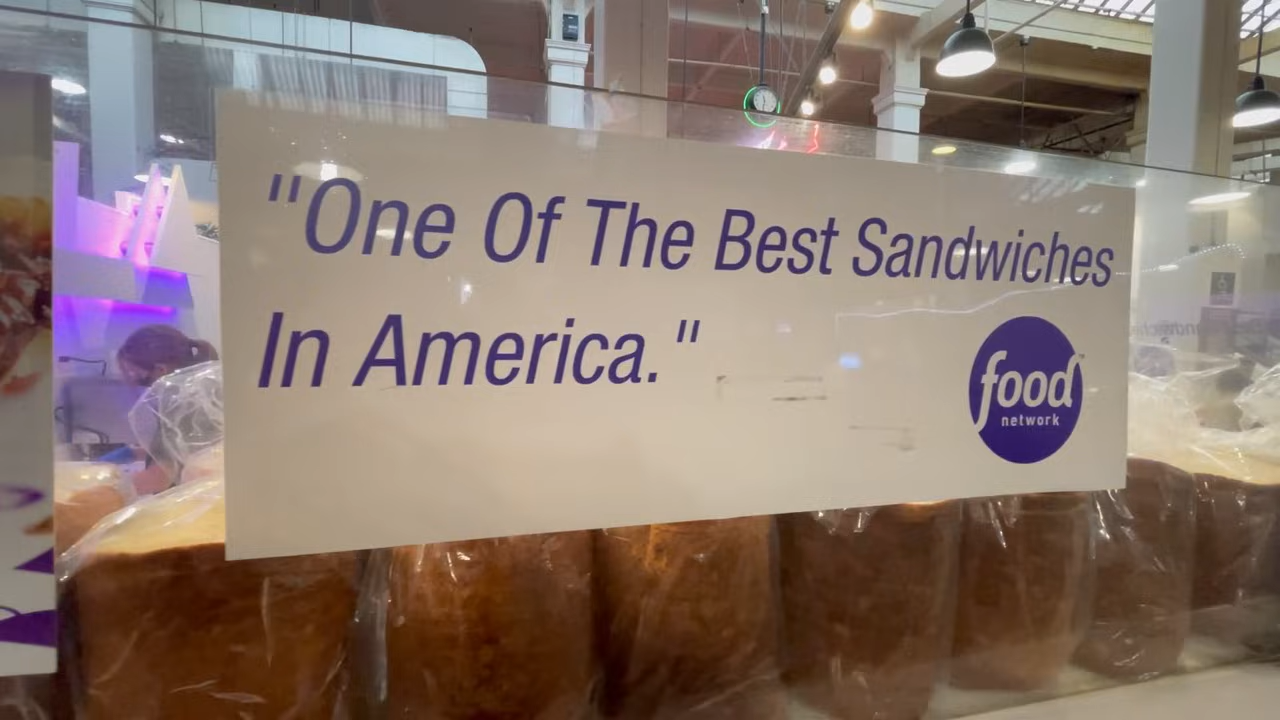 "One Of The Best Sandwiches
In America."
food
network